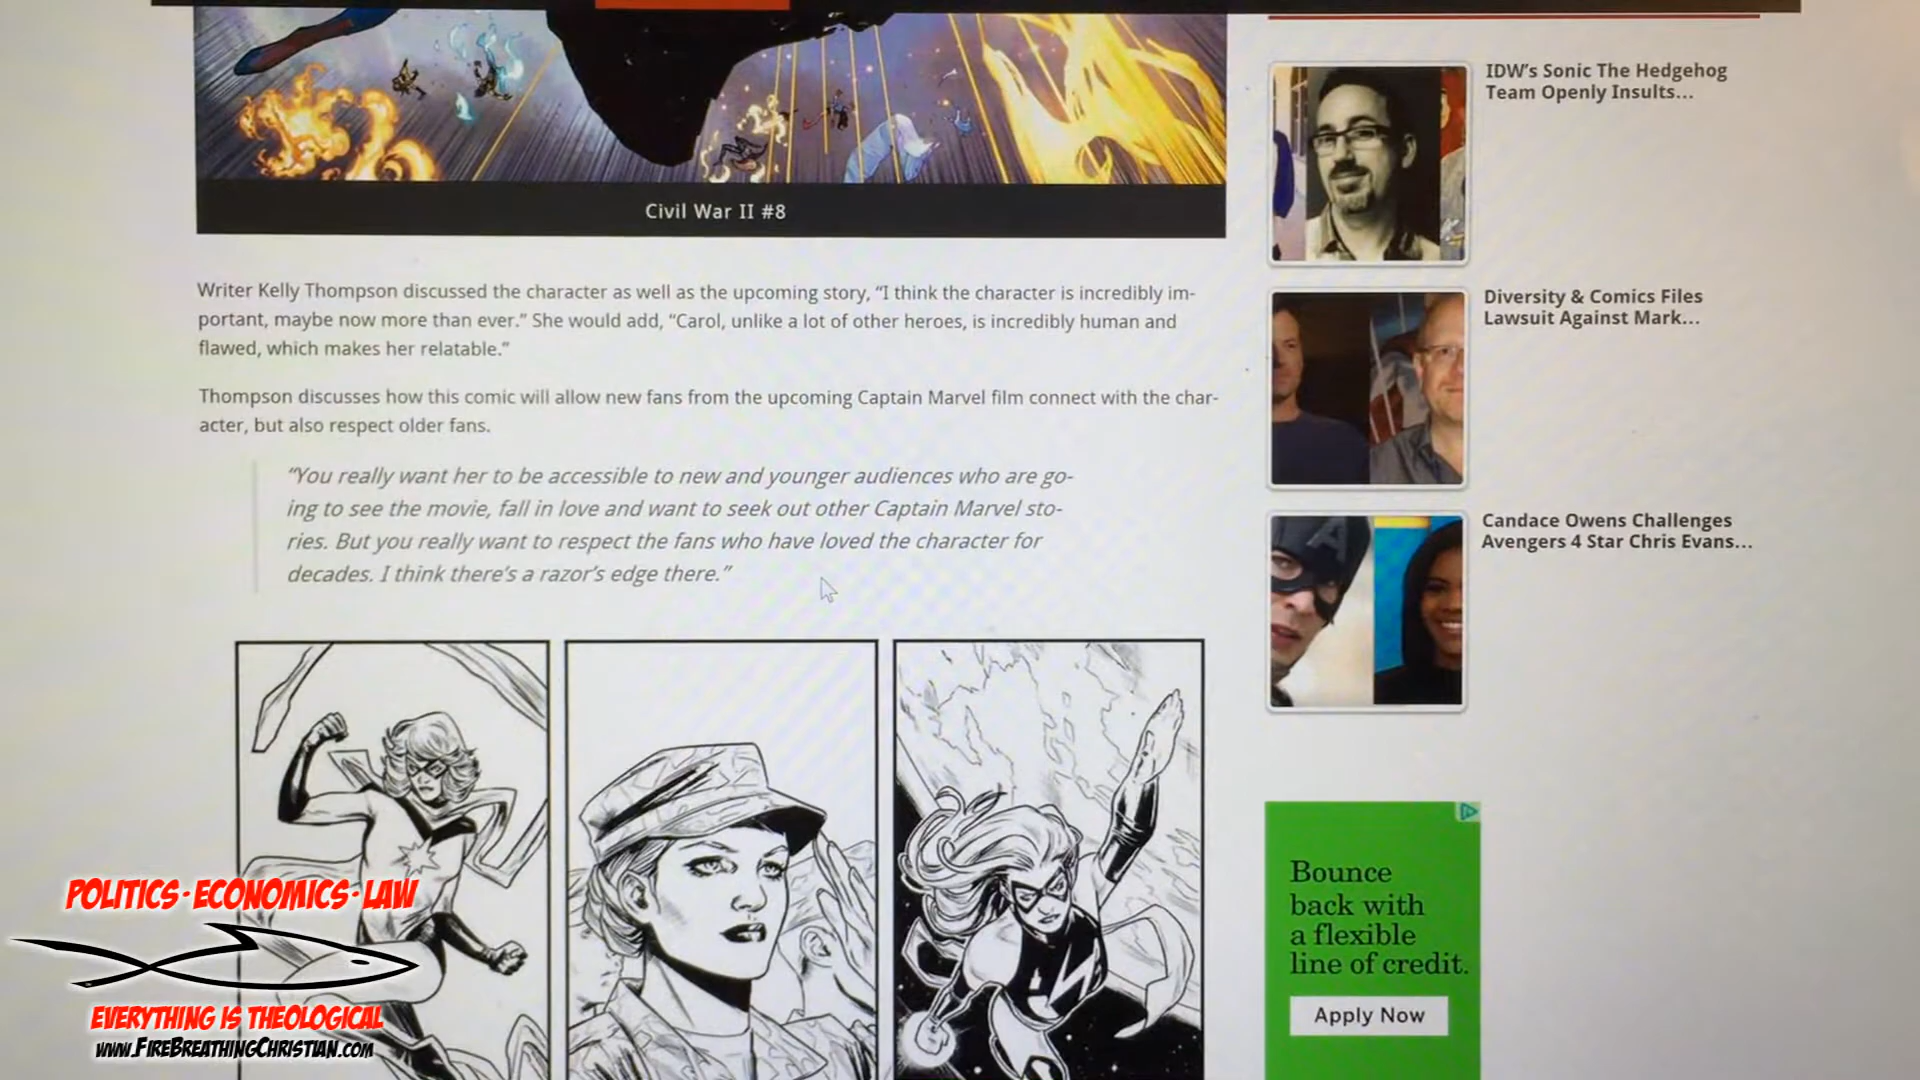 Civil War II #8
Writer Kelly Thompson discussed the character as well as the upcoming story, “I think the character is incredibly im-
portant, maybe now more than ever.” She would add, “Carol, unlike a lot of other heroes, is incredibly human and
flawed, which makes her relatable.”
Thompson discusses how this comic will allow new fans from the upcoming Captain Marvel film connect with the char-
acter, but also respect older fans.
“You really want her to be accessible to new and younger audiences who are go-
ing to see the movie, fall in love and want to seek out other Captain Marvel sto-
ries. But you really want to respect the fans who have loved the character for
decades. I think there’s a razor’s edge there.”
IDW’s Sonic The Hedgehog
Team Openly Insults...
Diversity & Comics Files
Lawsuit Against Mark...
Candace Owens Challenges
Avengers 4 Star Chris Evans...
Bounce
back with
a flexible
line of credit.
Apply Now
POLITICS·ECONOMICS·LAW
EVERYTHING IS THEOLOGICAL
www.FIREBREATHINGCHRISTIAN.com